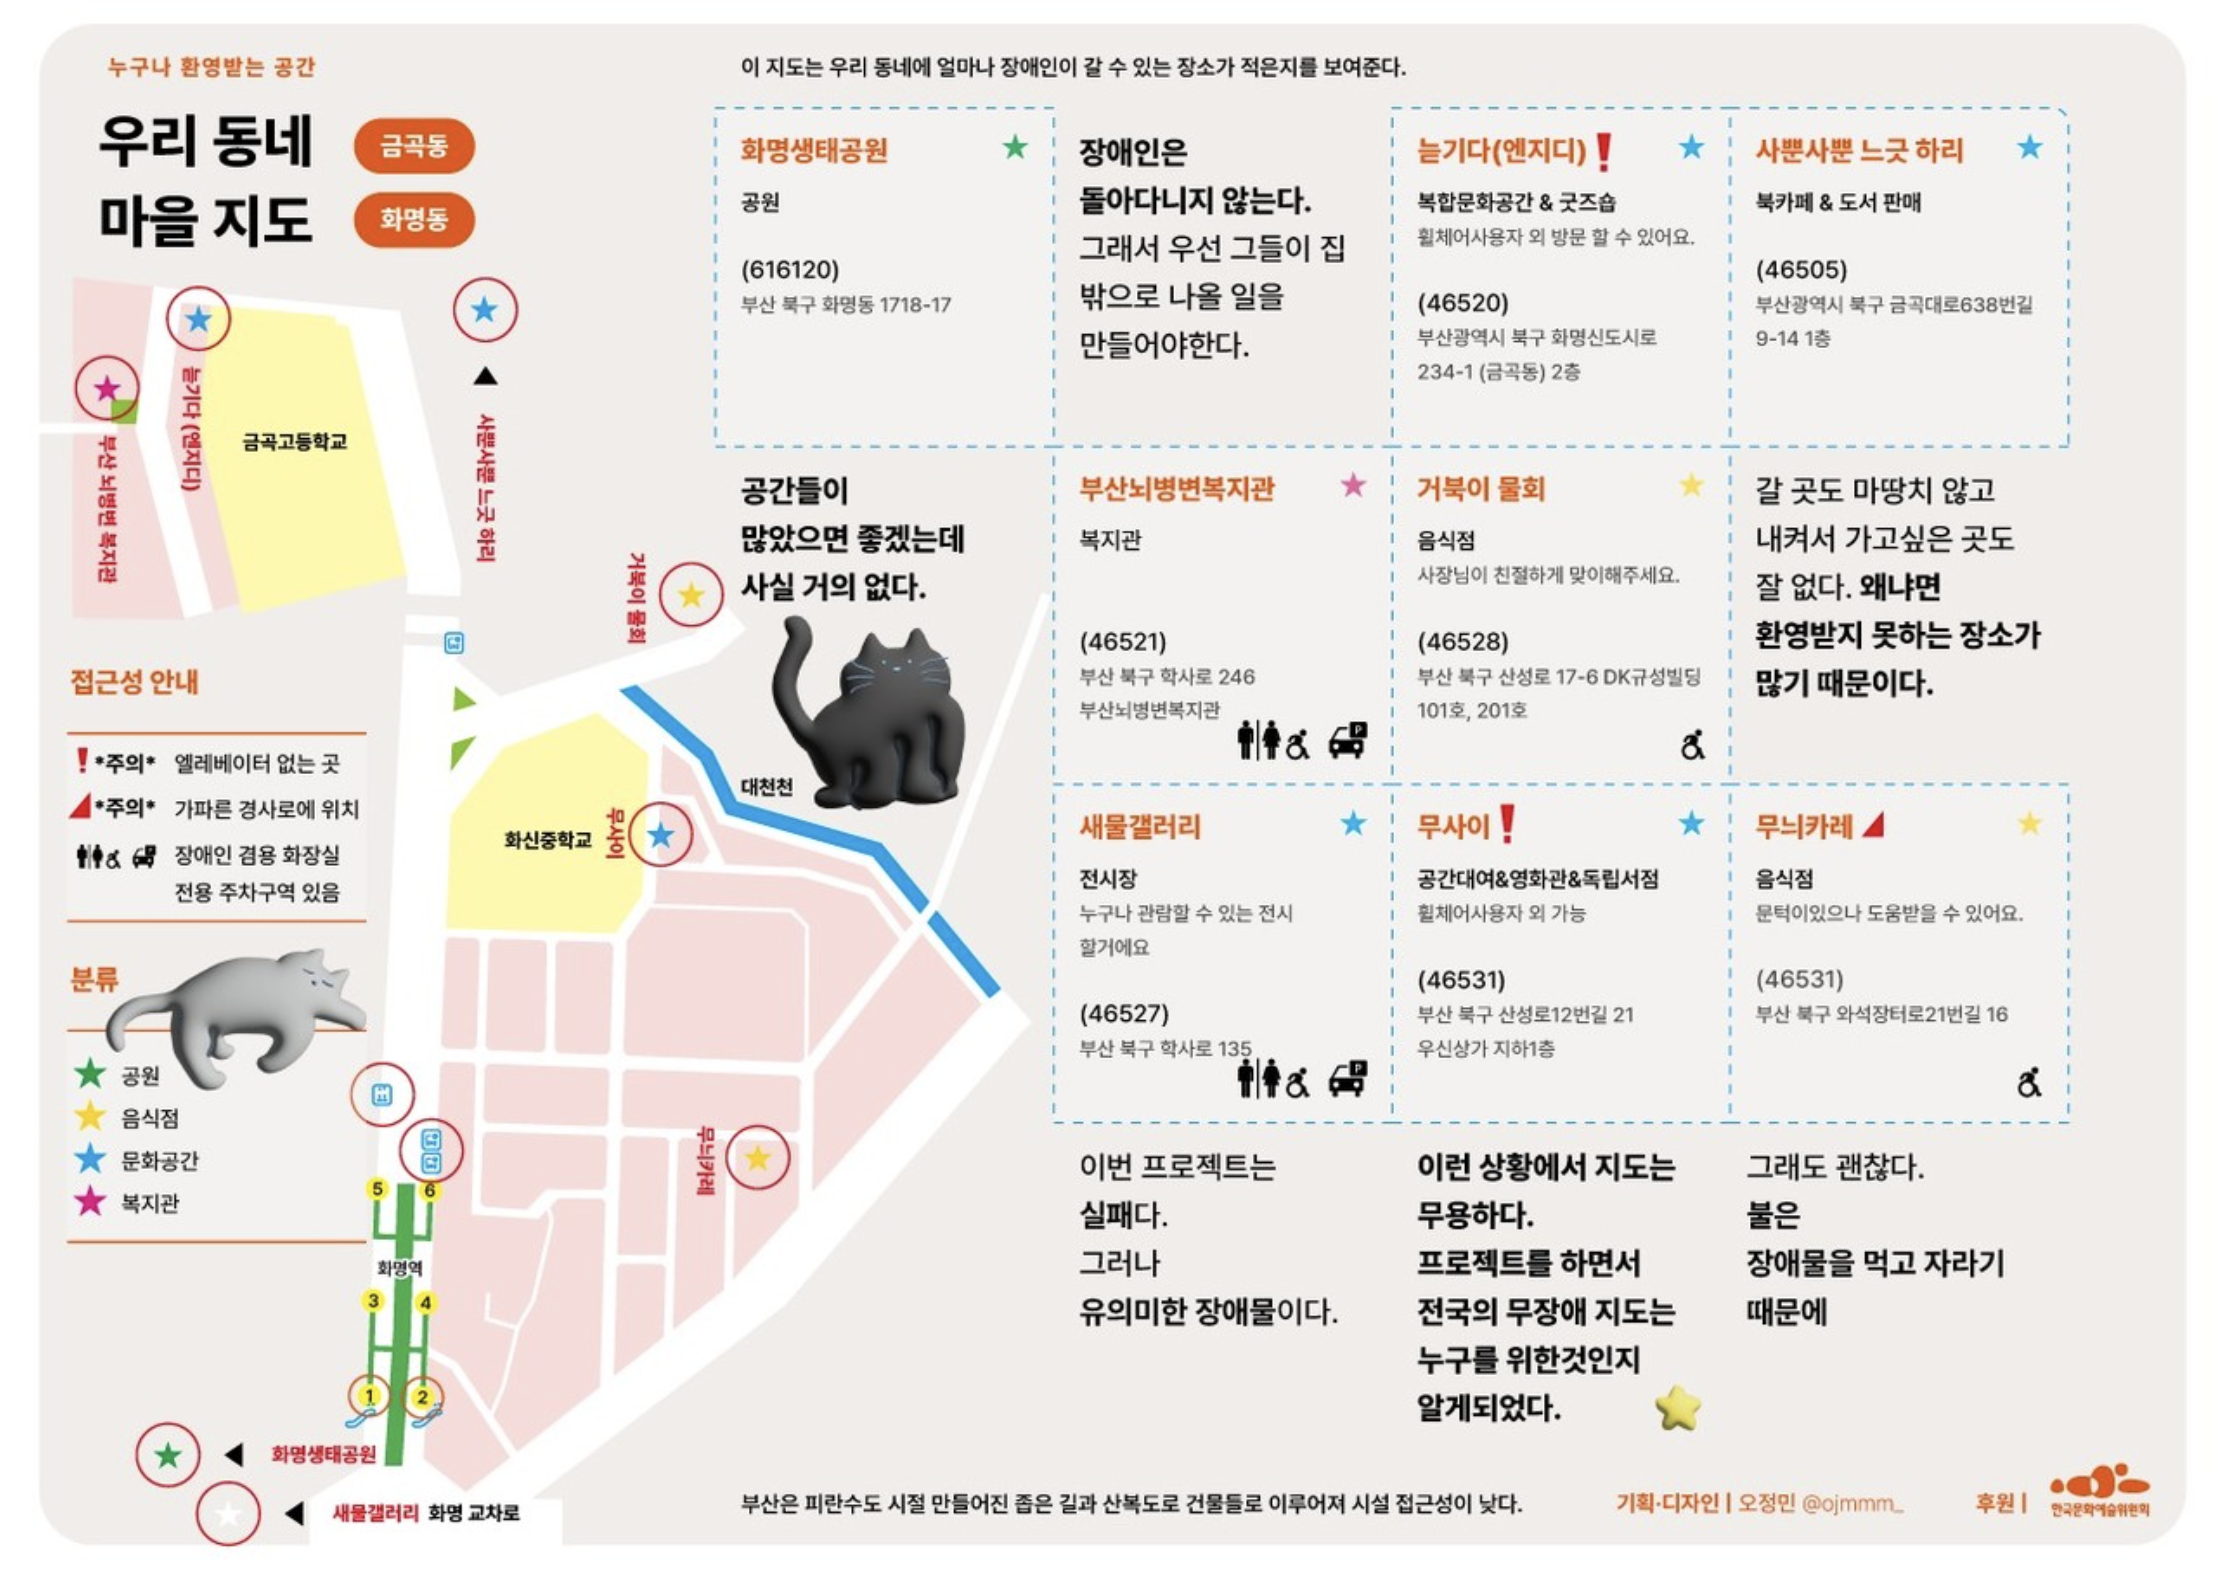 누구나 환영받는 공간
우리 동네
마을 지도
금곡동
화명동
이 지도는 우리 동네에 얼마나 장애인이 갈 수 있는 장소가 적은지를 보여준다.
화명생태공원
공원
(616120)
부산 북구 화명동 1718-17
장애인은
돌아다니지 않는다.
그래서 우선 그들이 집
밖으로 나올 일을
만들어야한다.
늗기다(엔지디)❗
복합문화공간 & 굿즈숍
휠체어사용자 외 방문 할 수 있어요.
(46520)
부산광역시 북구 화명신도시로
234-1 (금곡동) 2층
사뿐사뿐 느긋 하리
북카페 & 도서 판매
(46505)
부산광역시 북구 금곡대로638번길
9-14 1층
공간들이
많았으면 좋겠는데
사실 거의 없다.
부산뇌병변복지관
복지관
(46521)
부산 북구 학사로 246
부산뇌병변복지관
P
거북이 물회
음식점
사장님이 친절하게 맞이해주세요.
(46528)
부산 북구 산성로 17-6 DK규성빌딩
101호, 201호
갈 곳도 마땅치 않고
내켜서 가고싶은 곳도
잘 없다. 왜냐면
환영받지 못하는 장소가
많기 때문이다.
새물갤러리
전시장
누구나 관람할 수 있는 전시
할거에요
(46527)
부산 북구 학사로 135
P
무사이❗
공간대여&영화관&독립서점
휠체어사용자 외 가능
(46531)
부산 북구 산성로12번길 21
우신상가 지하1층
무늬카레
음식점
문턱이있으나 도움받을 수 있어요.
(46531)
부산 북구 와석장터로21번길 16
이번 프로젝트는
실패다.
그러나
유의미한 장애물이다.
이런 상황에서 지도는
무용하다.
프로젝트를 하면서
전국의 무장애 지도는
누구를 위한것인지
알게되었다.
그래도 괜찮다.
불은
장애물을 먹고 자라기
때문에
늗기다 (엔지디)
부산 뇌병변 복지관
금곡고등학교
사뿐사뿐 느긋 하리
거북이 물회
대천천
화신중학교
무사이
무늬카레
접근성 안내
❗*주의* 엘레베이터 없는 곳
*주의* 가파른 경사로에 위치
장애인 겸용 화장실
전용 주차구역 있음
분류
공원
음식점
문화공간
복지관
5
6
화명역
3
4
1
2
화명생태공원
새물갤러리 화명 교차로
부산은 피란수도 시절 만들어진 좁은 길과 산복도로 건물들로 이루어져 시설 접근성이 낮다.
기획·디자인 | 오정민 @ojmmm_
후원 |
한국문화예술위원회